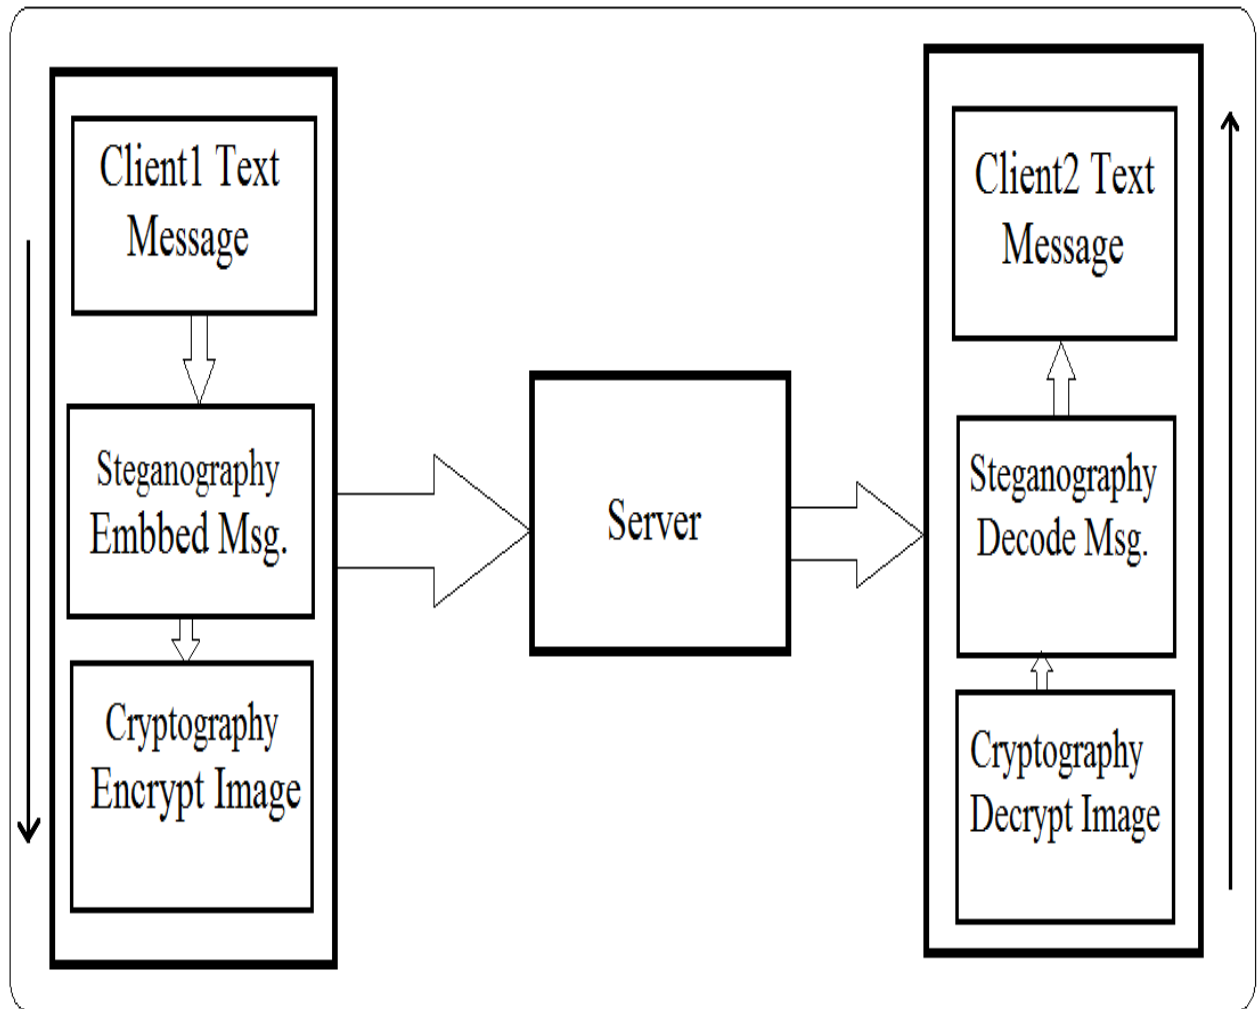 Client1 Text
Message
Steganography
Embbed Msg.
Cryptography
Encrypt Image
Server
Client2 Text
Message
Steganography
Decode Msg.
Cryptography
Decrypt Image